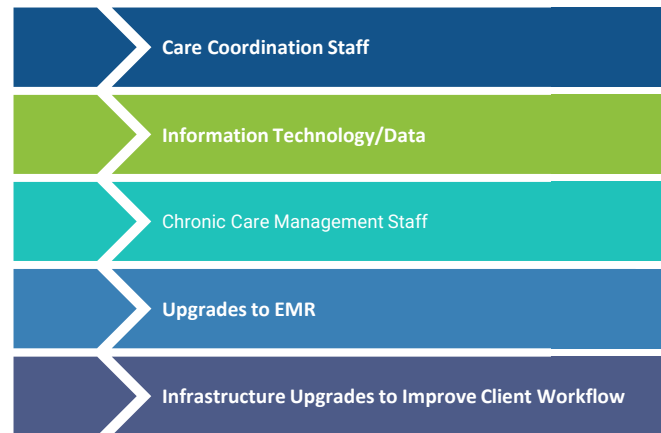 Care Coordination Staff
Information Technology/Data
Chronic Care Management Staff
Upgrades to EMR
Infrastructure Upgrades to Improve Client Workflow